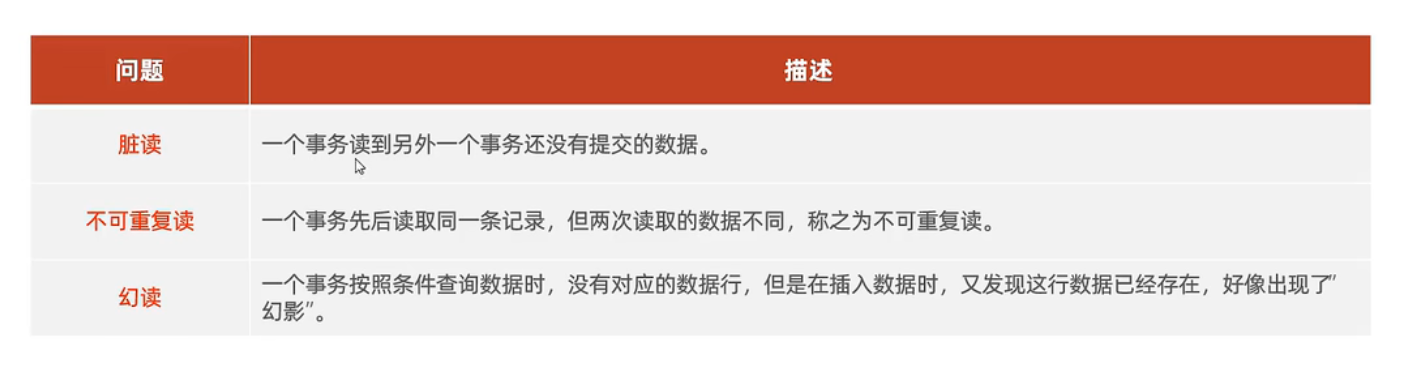 问题 描述
脏读 一个事务读到另外一个事务还没有提交的数据。
不可重复读 一个事务先后读取同一条记录，但两次读取的数据不同，称之为不可重复读。
幻读 一个事务按照条件查询数据时，没有对应的数据行，但是在插入数据时，又发现这行数据已经存在，好像出现了"
幻影"。